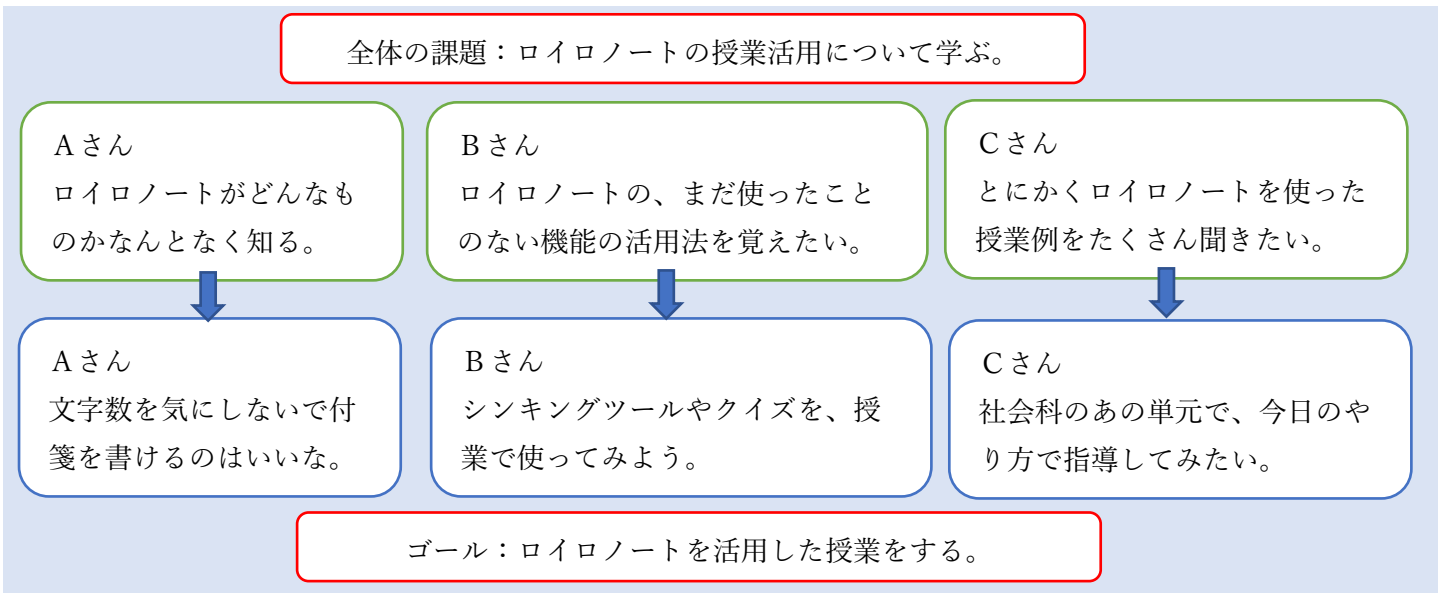 全体の課題：ロイロノートの授業活用について学ぶ。
Ａさん
ロイロノートがどんなも
のかなんとなく知る。
Ｂさん
ロイロノートの、まだ使ったこと
のない機能の活用法を覚えたい。
Ｃさん
とにかくロイロノートを使った
授業例をたくさん聞きたい。
Ａさん
文字数を気にしないで付
箋を書けるのはいいな。
Ｂさん
シンキングツールやクイズを、授
業で使ってみよう。
Ｃさん
社会科のあの単元で、今日のや
り方で指導してみたい。
ゴール：ロイロノートを活用した授業をする。